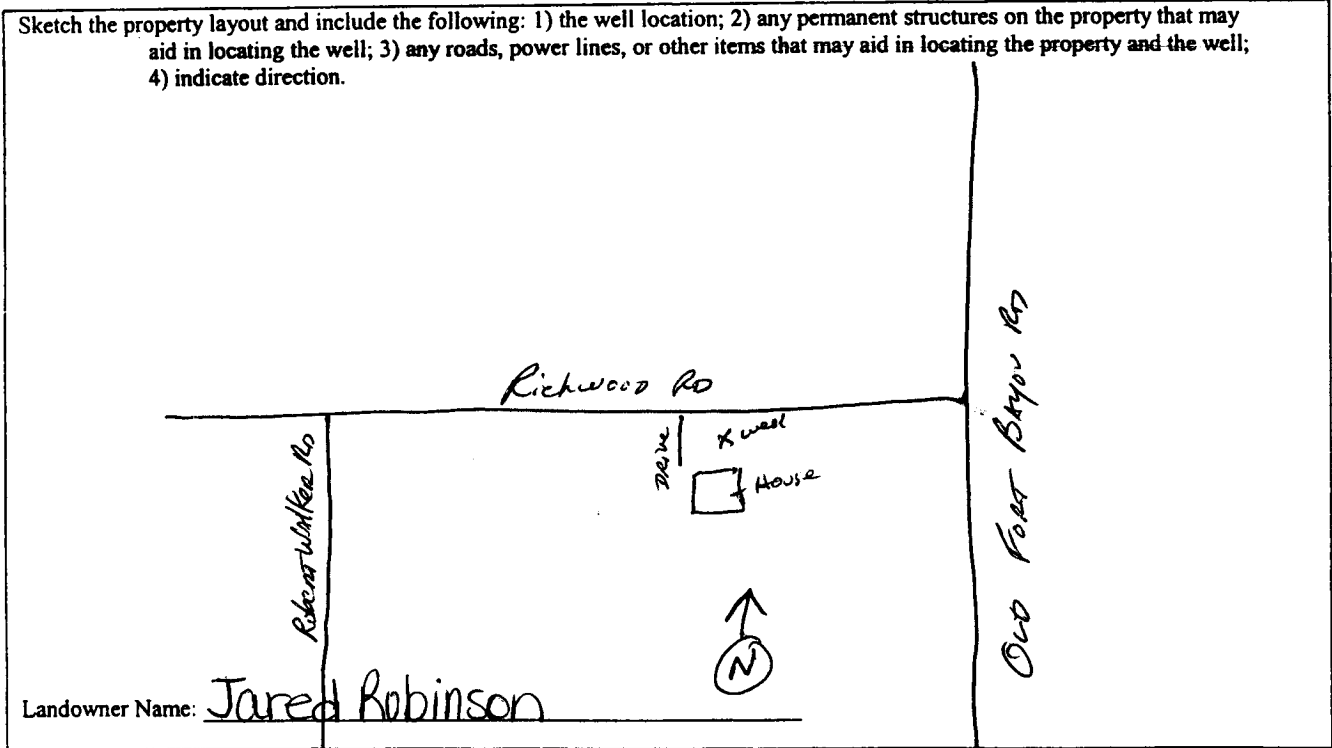 Sketch the property layout and include the following: 1) the well location; 2) any permanent structures on the property that may
aid in locating the well; 3) any roads, power lines, or other items that may aid in locating the property and the well;
4) indicate direction.
Richwood RD
Drive
X well
House
Walker Rd
OLD FORT BAYOU RD
N
Landowner Name: Jared Robinson